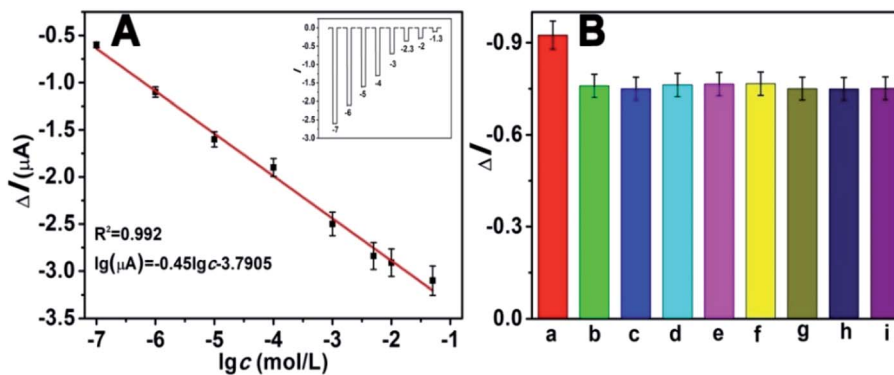 A
ΔI(μA)
-0.5
-1.0
-1.5
-2.0
-2.5
-3.0
-3.5
-7 -6 -5 -4 -3 -2 -1
lgc (mol/L)
R²=0.992
lg(μA)=-0.45lgc-3.7905
I
0.0
-0.5
-1.0
-1.5
-2.0
-2.5
-3.0
-7 -6 -5 -4 -3 -2.3 -2 -1.3
B
ΔI
-0.9
-0.6
-0.3
0.0
a b c d e f g h i